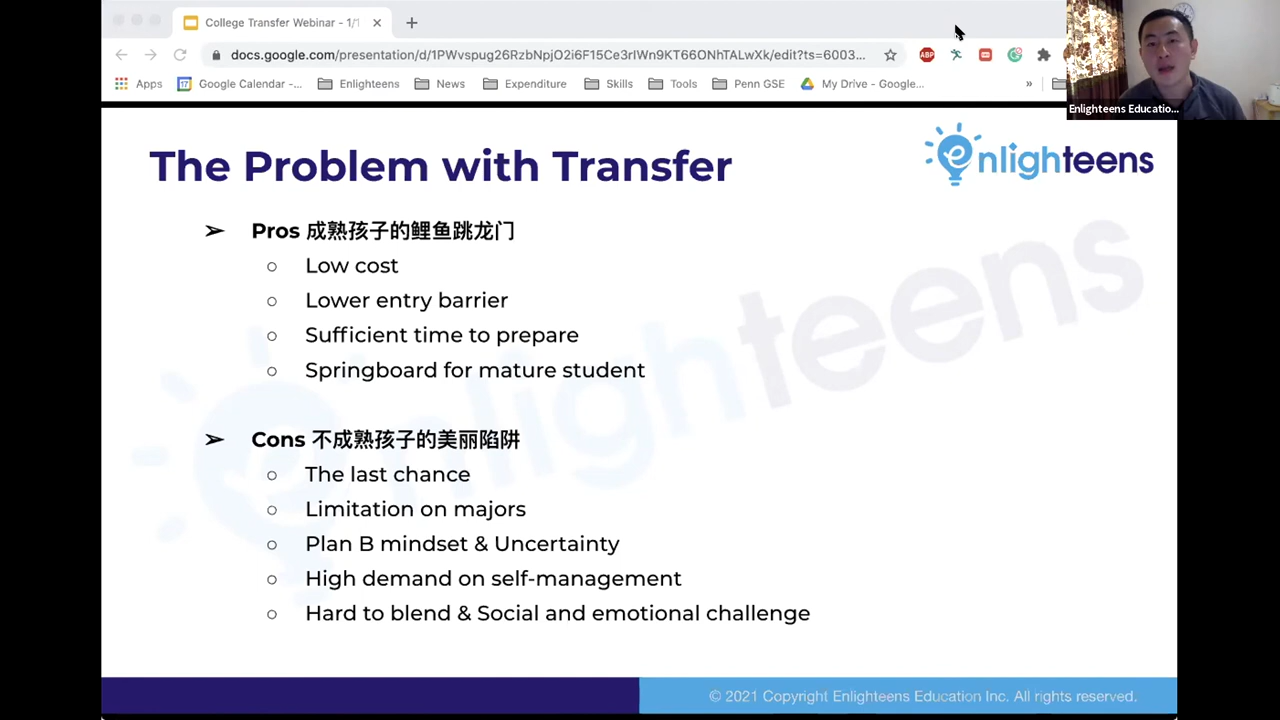 College Transfer Webinar - 1/1
docs.google.com/presentation/d/1PWvspug26RzbNpjO2i6F15Ce3rIWn9KT66ONhTALwXk/edit?ts=6003...
ABP
Apps
17
Google Calendar -...
Enlighteens
News
Expenditure
Skills
Tools
Penn GSE
My Drive - Google...
»
Enlighteens Educatio...
The Problem with Transfer
enlighteens
➢ Pros 成熟孩子的鲤鱼跳龙门
○ Low cost
○ Lower entry barrier
○ Sufficient time to prepare
○ Springboard for mature student
➢ Cons 不成熟孩子的美丽陷阱
○ The last chance
○ Limitation on majors
○ Plan B mindset & Uncertainty
○ High demand on self-management
○ Hard to blend & Social and emotional challenge
enlighteens
© 2021 Copyright Enlighteens Education Inc. All rights reserved.